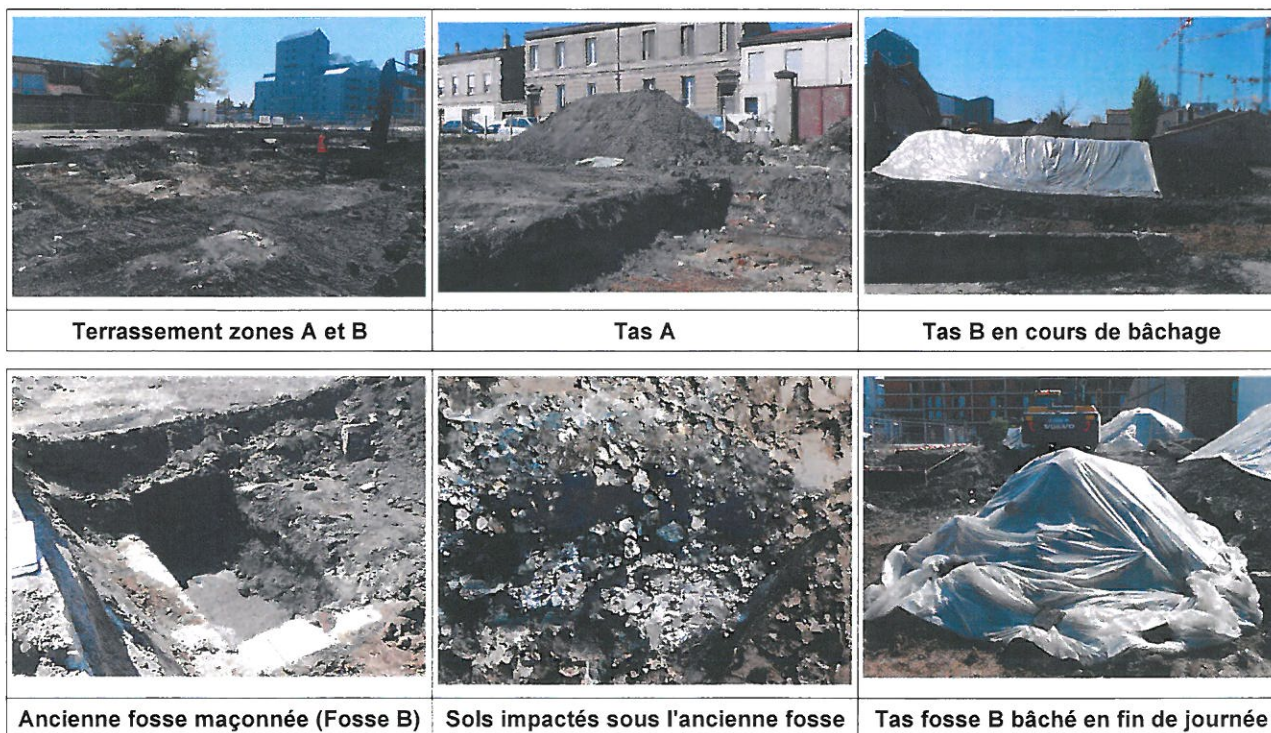 Terrassement zones A et B
Tas A
Tas B en cours de bâchage
Ancienne fosse maçonnée (Fosse B)
Sols impactés sous l'ancienne fosse
Tas fosse B bâché en fin de journée